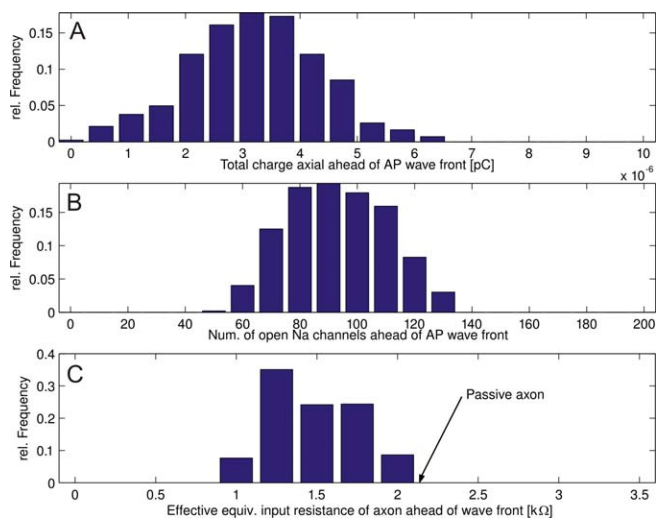 A
rel. Frequency
0.15
0.1
0.05
0
0 1 2 3 4 5 6 7 8 9 10
Total charge axial ahead of AP wave front [pC]
x 10⁻⁶
B
rel. Frequency
0.15
0.1
0.05
0
0 20 40 60 80 100 120 140 160 180 200
Num. of open Na channels ahead of AP wave front
C
rel. Frequency
0.4
0.3
0.2
0.1
0
Passive axon
0 0.5 1 1.5 2 2.5 3 3.5
Effective equiv. input resistance of axon ahead of wave front [kΩ]